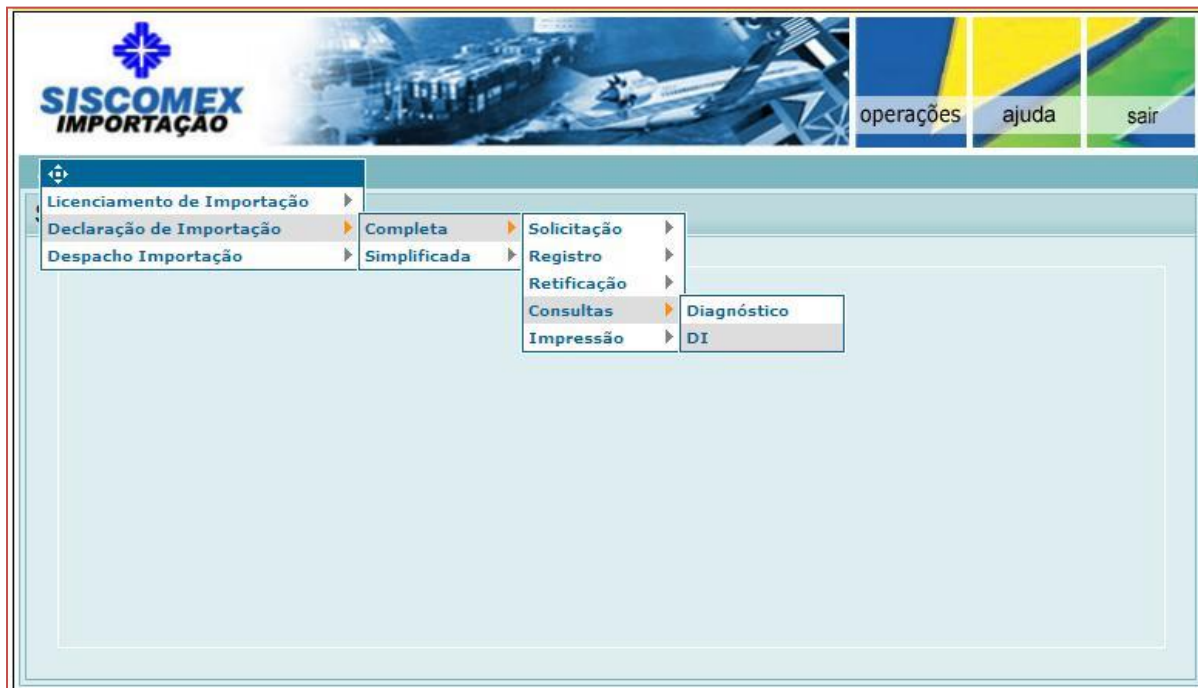 SISCOMEX
IMPORTAÇÃO
operações
ajuda
sair
Licenciamento de Importação
Declaração de Importação
Despacho Importação
Completa
Simplificada
Solicitação
Registro
Retificação
Consultas
Impressão
Diagnóstico
DI